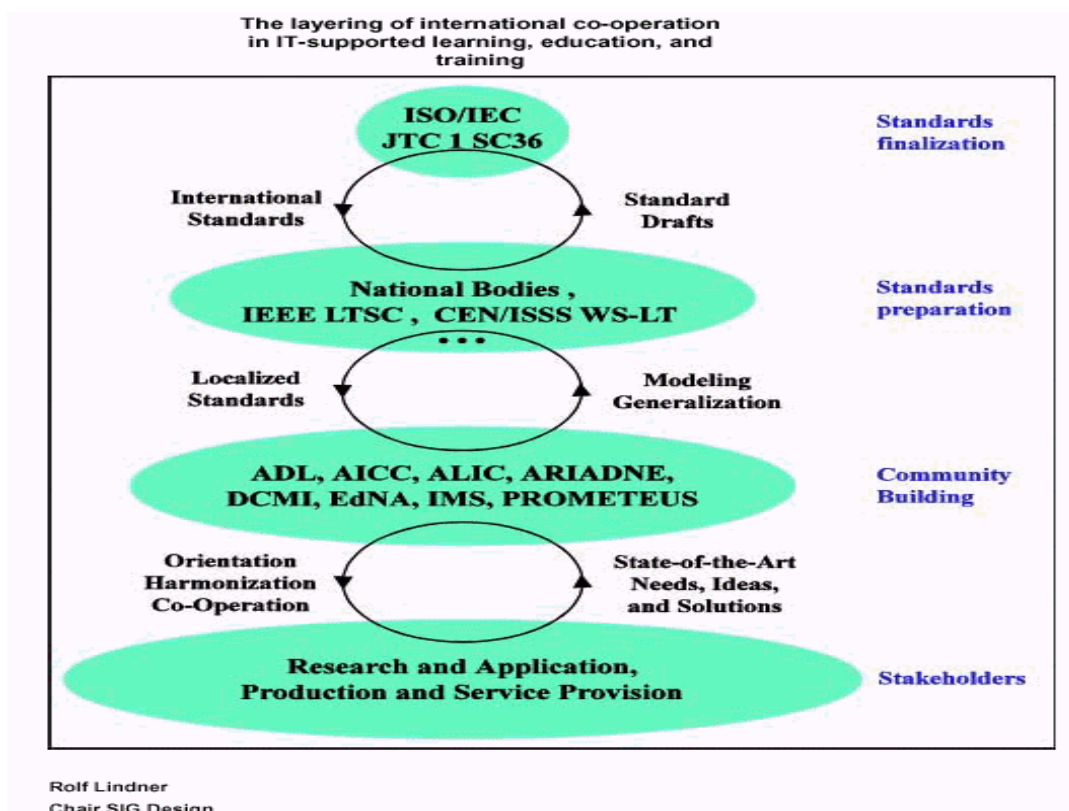 The layering of international co-operation
in IT-supported learning, education, and
training
ISO/IEC
JTC 1 SC36
Standards
finalization
International
Standards
Standard
Drafts
National Bodies ,
IEEE LTSC , CEN/ISSS WS-LT
• • •
Standards
preparation
Localized
Standards
Modeling
Generalization
ADL, AICC, ALIC, ARIADNE,
DCMI, EdNA, IMS, PROMETEUS
Community
Building
Orientation
Harmonization
Co-Operation
State-of-the-Art
Needs, Ideas,
and Solutions
Research and Application,
Production and Service Provision
Stakeholders
Rolf Lindner
Chair SIG Design